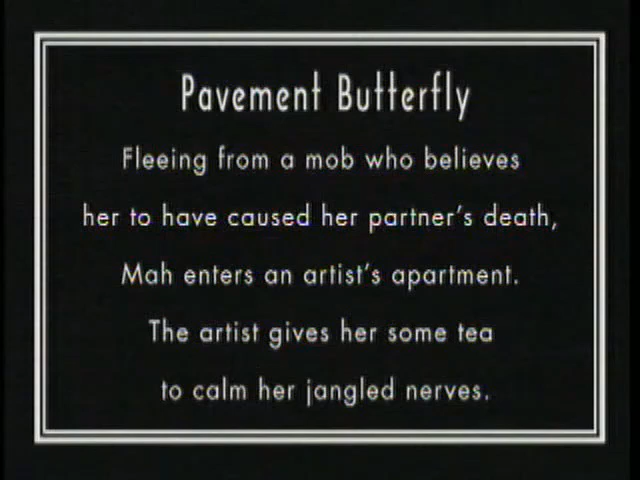 Pavement Butterfly
Fleeing from a mob who believes
her to have caused her partner's death,
Mah enters an artist's apartment.
The artist gives her some tea
to calm her jangled nerves.